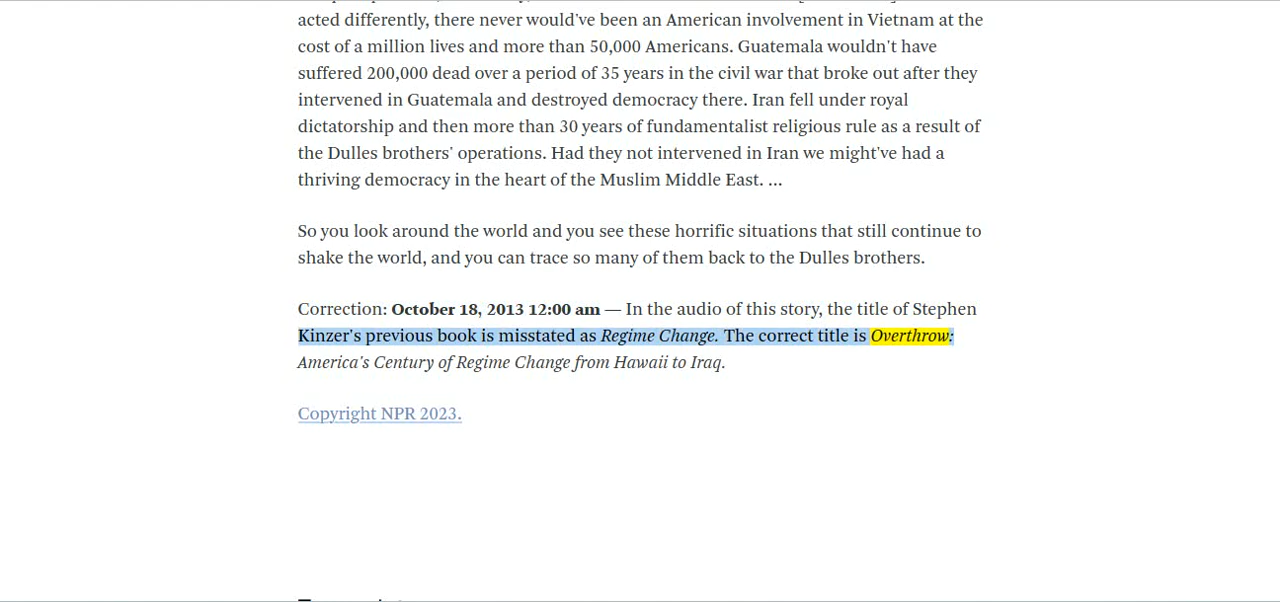 acted differently, there never would've been an American involvement in Vietnam at the
cost of a million lives and more than 50,000 Americans. Guatemala wouldn't have
suffered 200,000 dead over a period of 35 years in the civil war that broke out after they
intervened in Guatemala and destroyed democracy there. Iran fell under royal
dictatorship and then more than 30 years of fundamentalist religious rule as a result of
the Dulles brothers' operations. Had they not intervened in Iran we might've had a
thriving democracy in the heart of the Muslim Middle East. ...
So you look around the world and you see these horrific situations that still continue to
shake the world, and you can trace so many of them back to the Dulles brothers.
Correction: October 18, 2013 12:00 am — In the audio of this story, the title of Stephen
Kinzer's previous book is misstated as Regime Change. The correct title is Overthrow:
America's Century of Regime Change from Hawaii to Iraq.
Copyright NPR 2023.